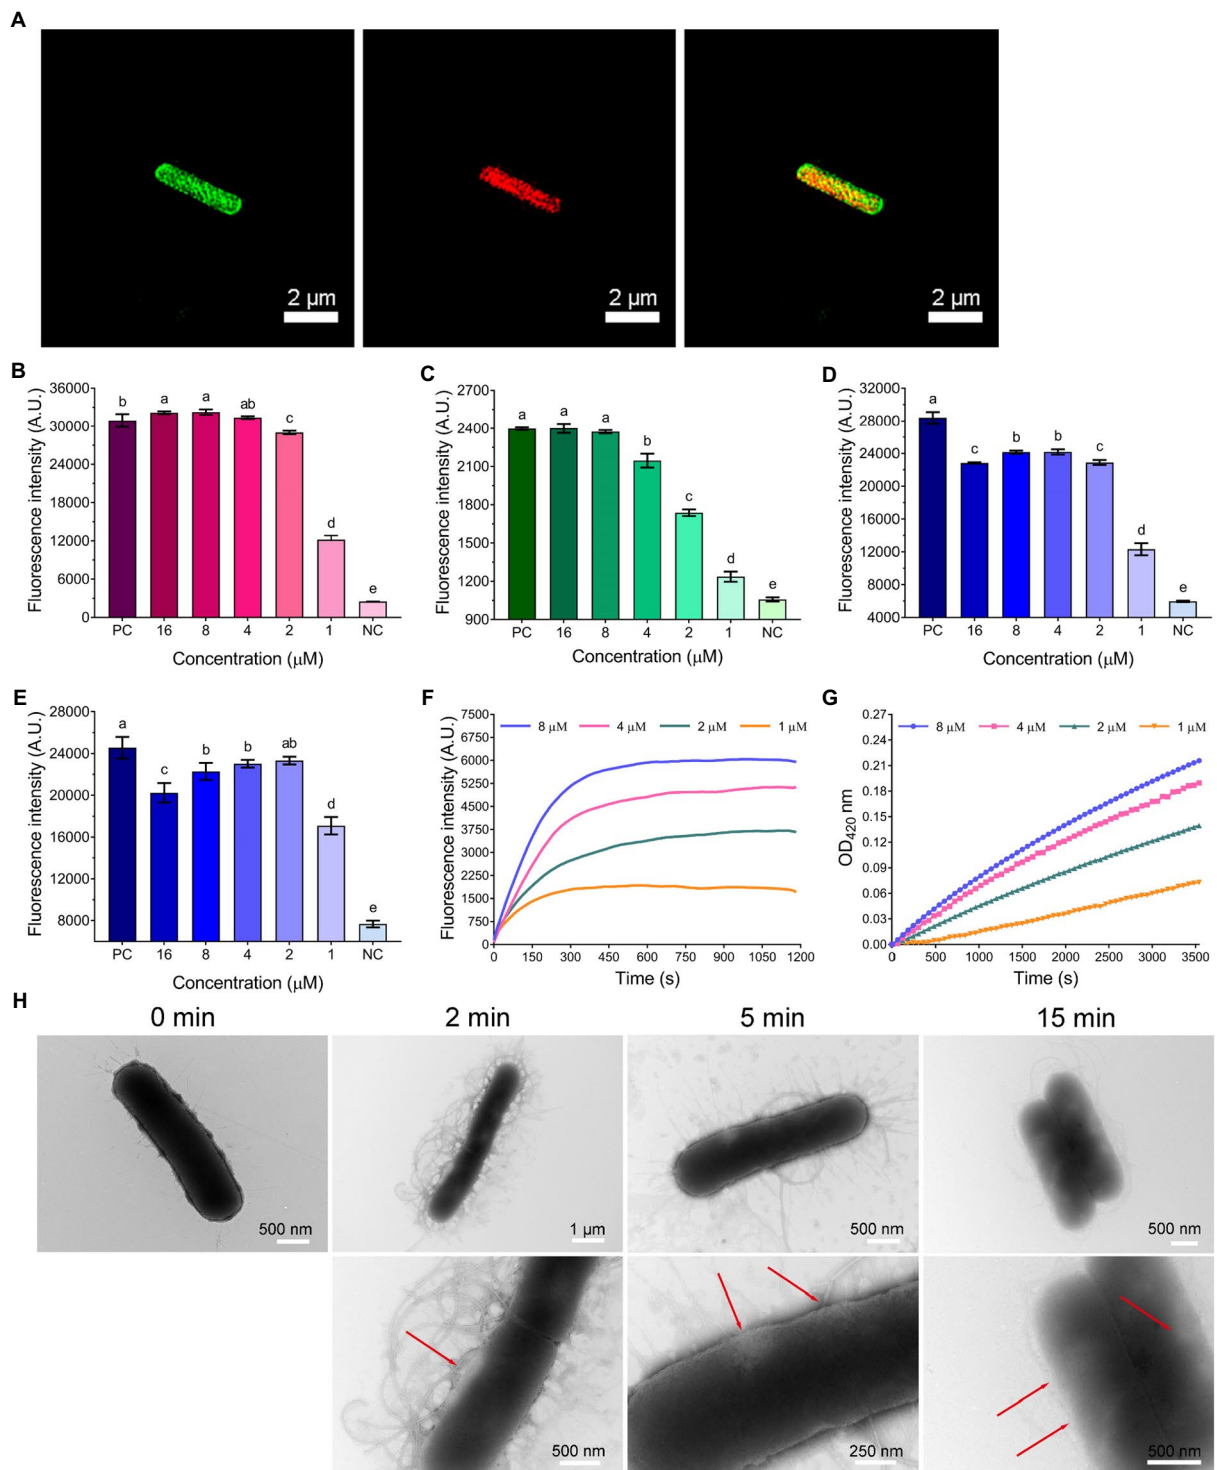 A
2 µm 2 µm 2 µm
B
Fluorescence intensity (A.U.)
36000
30000
24000
18000
12000
6000
0
b a a ab c d e
PC 16 8 4 2 1 NC
Concentration (µM)
C
Fluorescence intensity (A.U.)
2700
2400
2100
1800
1500
1200
900
a a a b c d e
PC 16 8 4 2 1 NC
Concentration (µM)
D
Fluorescence intensity (A.U.)
32000
28000
24000
20000
16000
12000
8000
4000
a c b b c d e
PC 16 8 4 2 1 NC
Concentration (µM)
E
Fluorescence intensity (A.U.)
28000
24000
20000
16000
12000
8000
a c b b ab d e
PC 16 8 4 2 1 NC
Concentration (µM)
F
Fluorescence intensity (A.U.)
8 µM 4 µM 2 µM 1 µM
7500
6750
6000
5250
4500
3750
3000
2250
1500
750
0
0 150 300 450 600 750 900 1050 1200
Time (s)
G
OD420 nm
8 µM 4 µM 2 µM 1 µM
0.27
0.24
0.21
0.18
0.15
0.12
0.09
0.06
0.03
0.00
0 500 1000 1500 2000 2500 3000 3500
Time (s)
H
0 min 2 min 5 min 15 min
500 nm 1 µm 500 nm 500 nm
500 nm 250 nm 500 nm